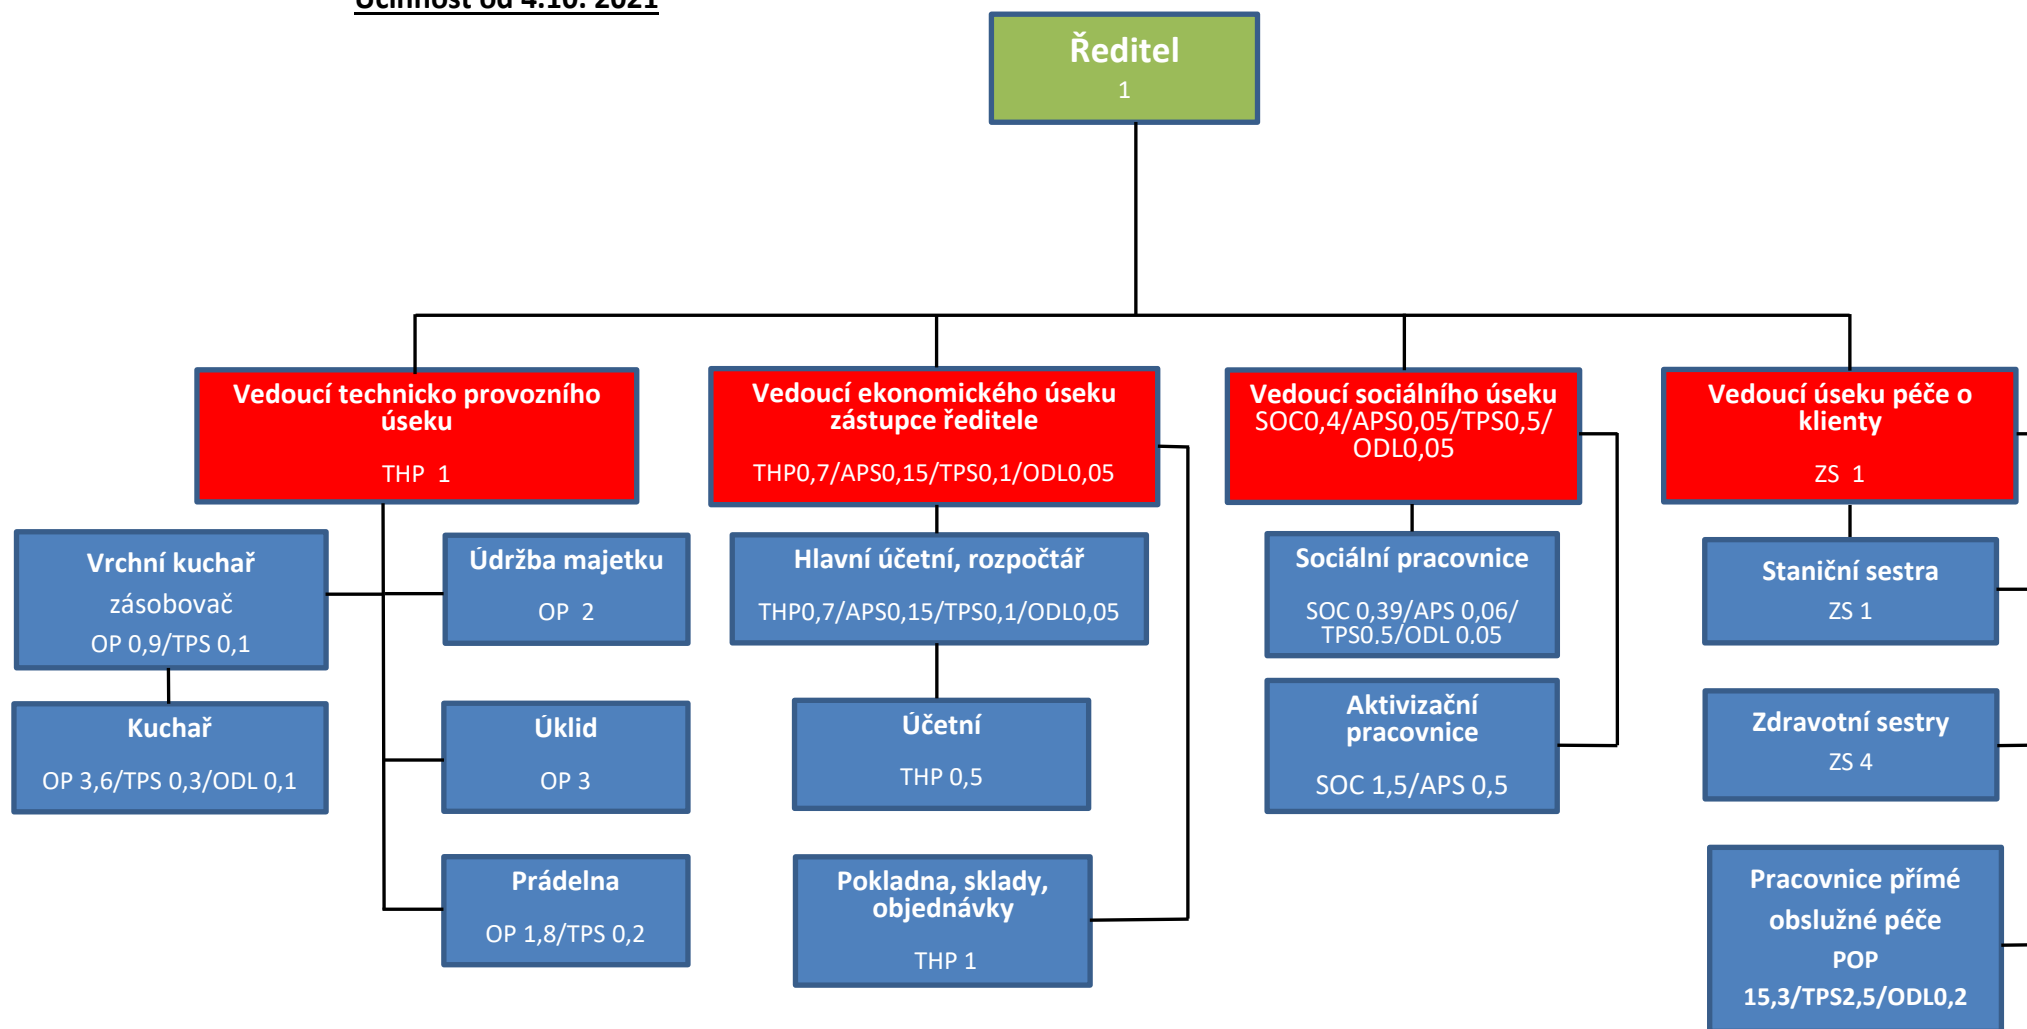 Účinnost od 4.10. 2021
Ředitel
1
Vedoucí technicko provozního
úseku
THP 1
Vedoucí ekonomického úseku
zástupce ředitele
THP0,7/APS0,15/TPS0,1/ODL0,05
Vedoucí sociálního úseku
SOC0,4/APS0,05/TPS0,5/
ODL0,05
Vedoucí úseku péče o
klienty
ZS 1
Vrchní kuchař
zásobovač
OP 0,9/TPS 0,1
Údržba majetku
OP 2
Hlavní účetní, rozpočtář
THP0,7/APS0,15/TPS0,1/ODL0,05
Sociální pracovnice
SOC 0,39/APS 0,06/
TPS0,5/ODL 0,05
Staniční sestra
ZS 1
Kuchař
OP 3,6/TPS 0,3/ODL 0,1
Úklid
OP 3
Účetní
THP 0,5
Aktivizační
pracovnice
SOC 1,5/APS 0,5
Zdravotní sestry
ZS 4
Prádelna
OP 1,8/TPS 0,2
Pokladna, sklady,
objednávky
THP 1
Pracovnice přímé
obslužné péče
POP
15,3/TPS2,5/ODL0,2